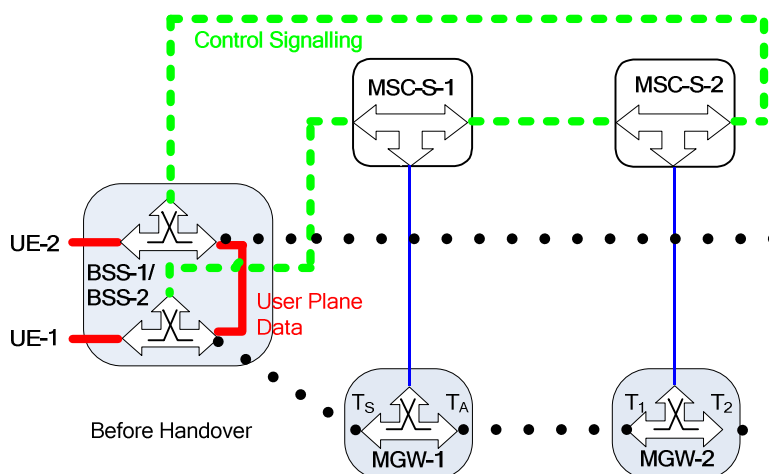 Control Signalling
MSC-S-1
MSC-S-2
UE-2
BSS-1/
BSS-2
User Plane
Data
UE-1
Before Handover
TS
TA
MGW-1
T1
T2
MGW-2